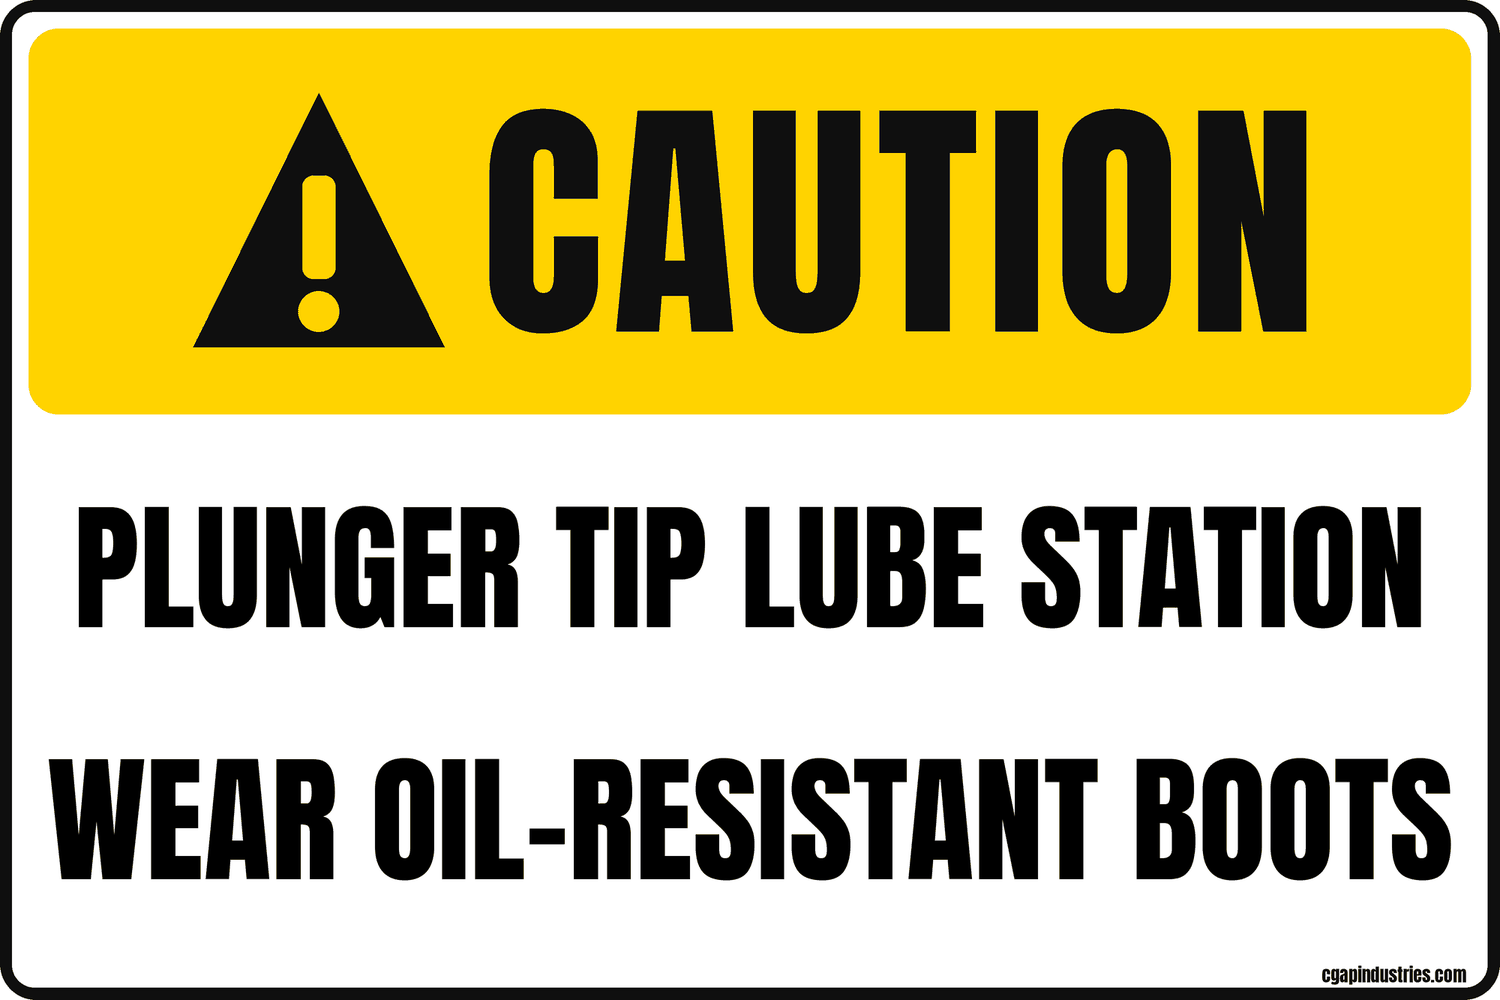 CAUTION
PLUNGER TIP LUBE STATION
WEAR OIL-RESISTANT BOOTS
cgapindustries.com